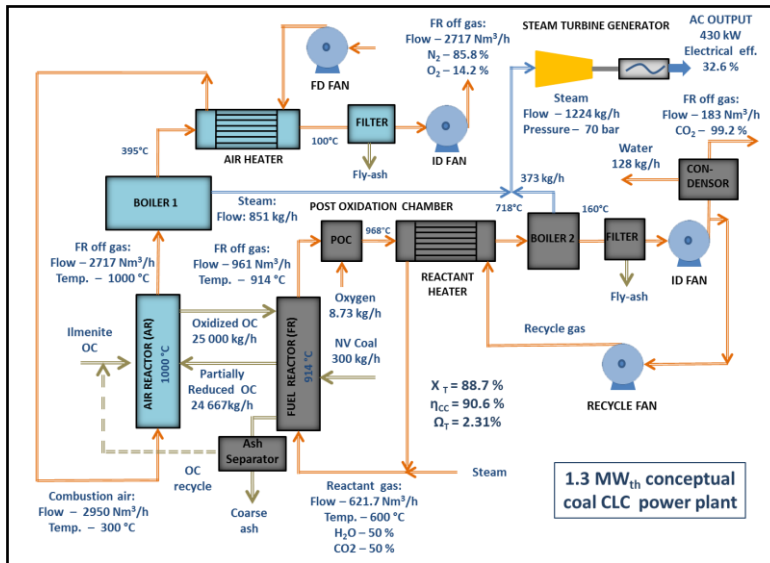 FR off gas:
Flow – 2717 Nm³/h
N₂ – 85.8 %
O₂ – 14.2 %
STEAM TURBINE GENERATOR
AC OUTPUT
430 kW
Electrical eff.
32.6 %
FD FAN
FILTER
AIR HEATER
100°C
ID FAN
Fly-ash
395°C
Steam
Flow – 1224 kg/h
Pressure – 70 bar
FR off gas:
Flow – 183 Nm³/h
CO₂ – 99.2 %
Water
128 kg/h
CON-
DENSOR
BOILER 1
Steam:
Flow: 851 kg/h
373 kg/h
POST OXIDATION CHAMBER
718°C
160°C
FR off gas:
Flow – 2717 Nm³/h
Temp. – 1000 °C
FR off gas:
Flow – 961 Nm³/h
Temp. – 914 °C
POC
968°C
REACTANT
HEATER
BOILER 2
FILTER
ID FAN
Fly-ash
Oxygen
8.73 kg/h
Ilmenite
OC
AIR REACTOR (AR)
1000 °C
Oxidized OC
25 000 kg/h
Partially
Reduced OC
24 667kg/h
FUEL REACTOR (FR)
914 °C
NV Coal
300 kg/h
Recycle gas
RECYCLE FAN
X T = 88.7 %
ηCC = 90.6 %
ΩT = 2.31%
Ash
Separator
OC
recycle
Coarse
ash
Steam
Combustion air:
Flow – 2950 Nm³/h
Temp. – 300 °C
Reactant gas:
Flow – 621.7 Nm³/h
Temp. – 600 °C
H₂O – 50 %
CO2 – 50 %
1.3 MWth conceptual
coal CLC power plant